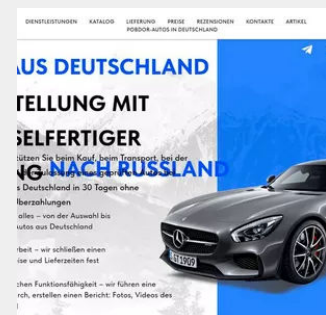 DIENSTLEISTUNGEN KATALOG LIEFERUNG PREISE REZENSIONEN KONTAKTE ARTIKEL
POBDOR-AUTOS IN DEUTSCHLAND
AUS DEUTSCHLAND
TELLUNG MIT
SELFERTIGER
NG NACH RUSSLAND
tützen Sie beim Kauf, beim Transport, bei der
s Deutschland in 30 Tagen ohne
berzahlungen
alles – von der Auswahl bis
utos aus Deutschland
rbeit – wir schließen einen
ise und Lieferzeiten fest
chen Funktionsfähigkeit – wir führen eine
rch, erstellen einen Bericht: Fotos, Videos des